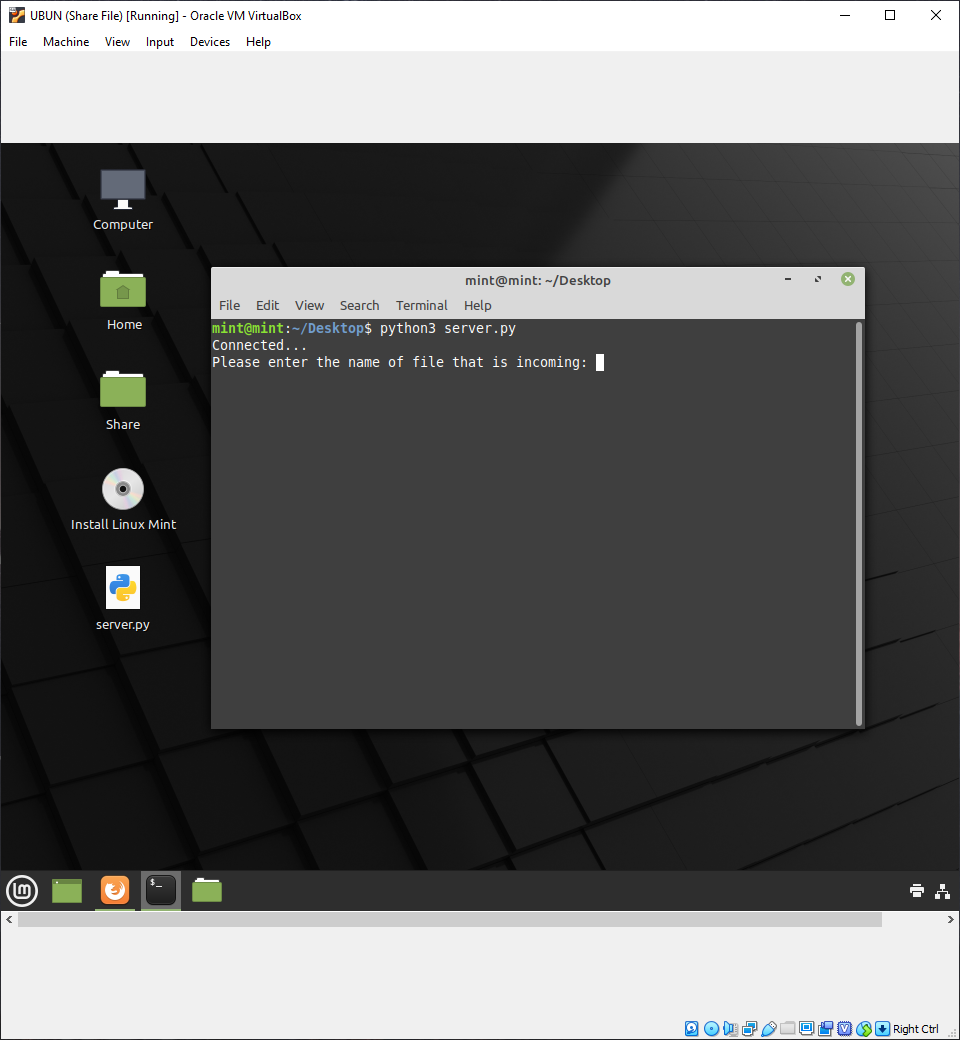 UBUN (Share File) [Running] - Oracle VM VirtualBox
File Machine View Input Devices Help
Computer
Home
Share
Install Linux Mint
server.py
mint@mint: ~/Desktop
File Edit View Search Terminal Help
mint@mint:~/Desktop$ python3 server.py
Connected...
Please enter the name of file that is incoming:
lm
$_
V
Right Ctrl